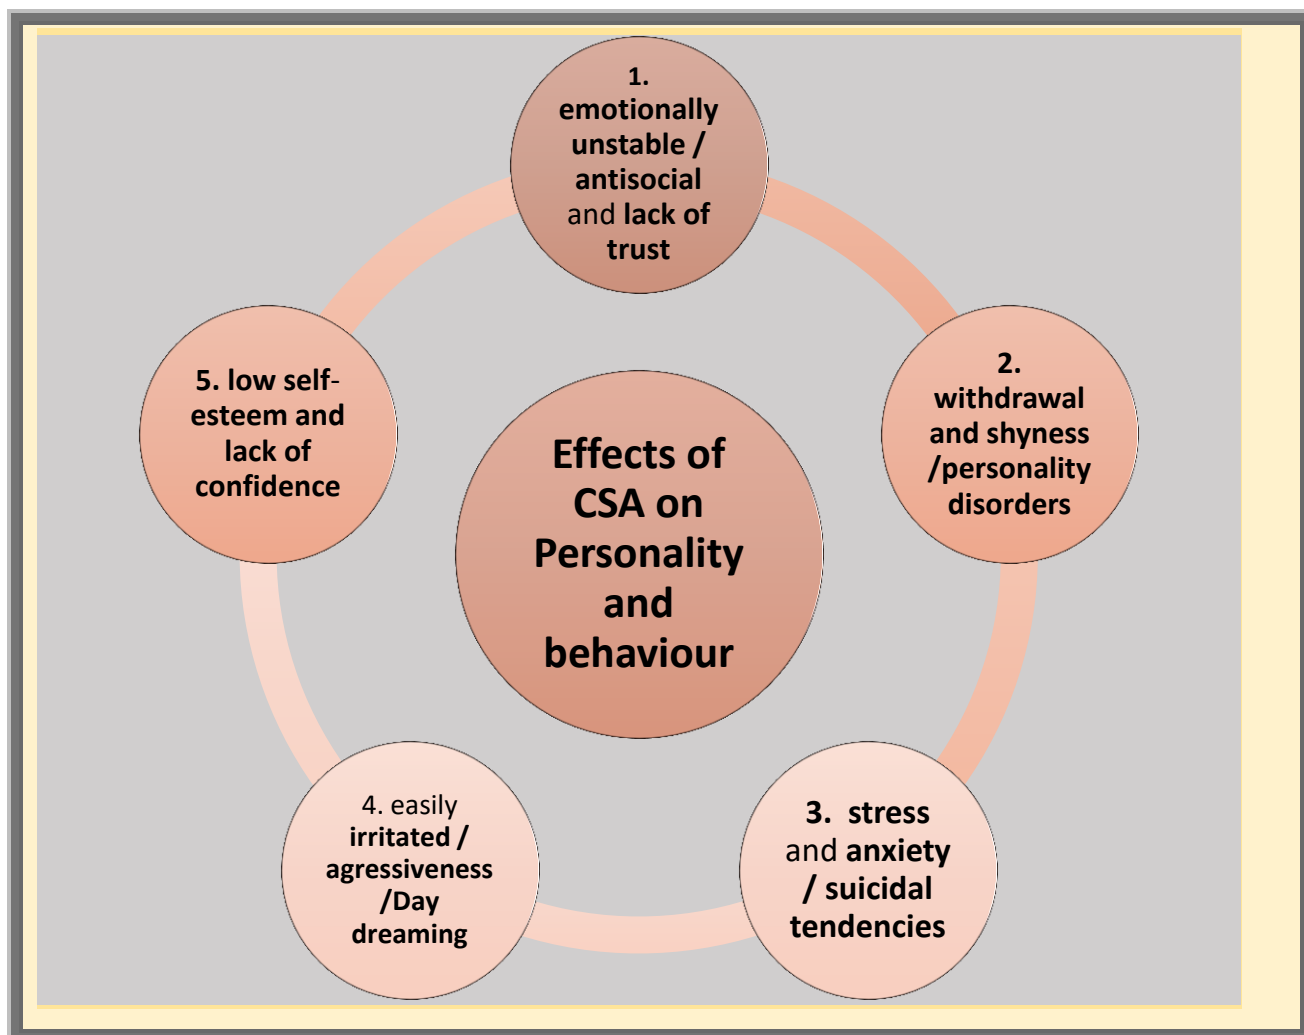 1.
emotionally
unstable /
antisocial
and lack of
trust
2.
withdrawal
and shyness
/personality
disorders
3. stress
and anxiety
/ suicidal
tendencies
4. easily
irritated /
agressiveness
/Day
dreaming
5. low self-
esteem and
lack of
confidence
Effects of
CSA on
Personality
and
behaviour